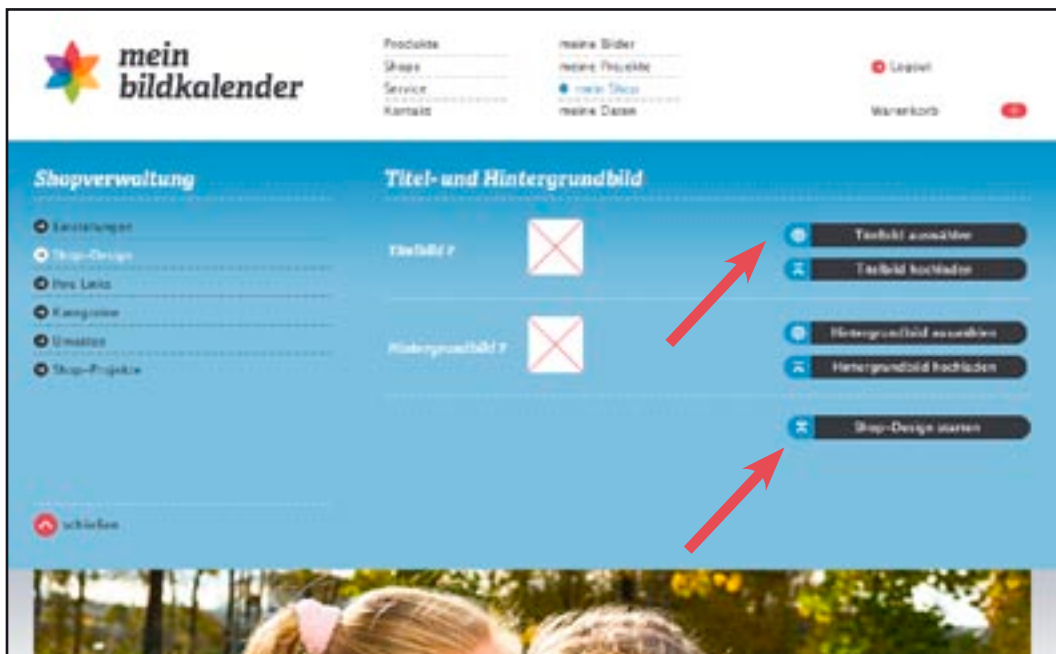 mein
bildkalender
Produkte
Shops
Service
Kontakt
meine Bilder
meine Projekte
mein Shop
meine Daten
Logout
Warenkorb
Shopverwaltung
Einstellungen
Shop-Design
Ihre Links
Kategorien
Umsätze
Shop-Projekte
schließen
Titel- und Hintergrundbild
Titelbild ?
Titelbild auswählen
Titelbild hochladen
Hintergrundbild ?
Hintergrundbild auswählen
Hintergrundbild hochladen
Shop-Design starten